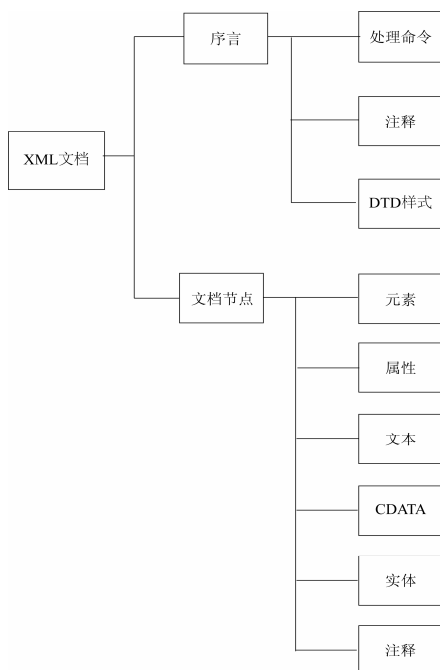 序言
处理命令
注释
XML文档
DTD样式
文档节点
元素
属性
文本
CDATA
实体
注释